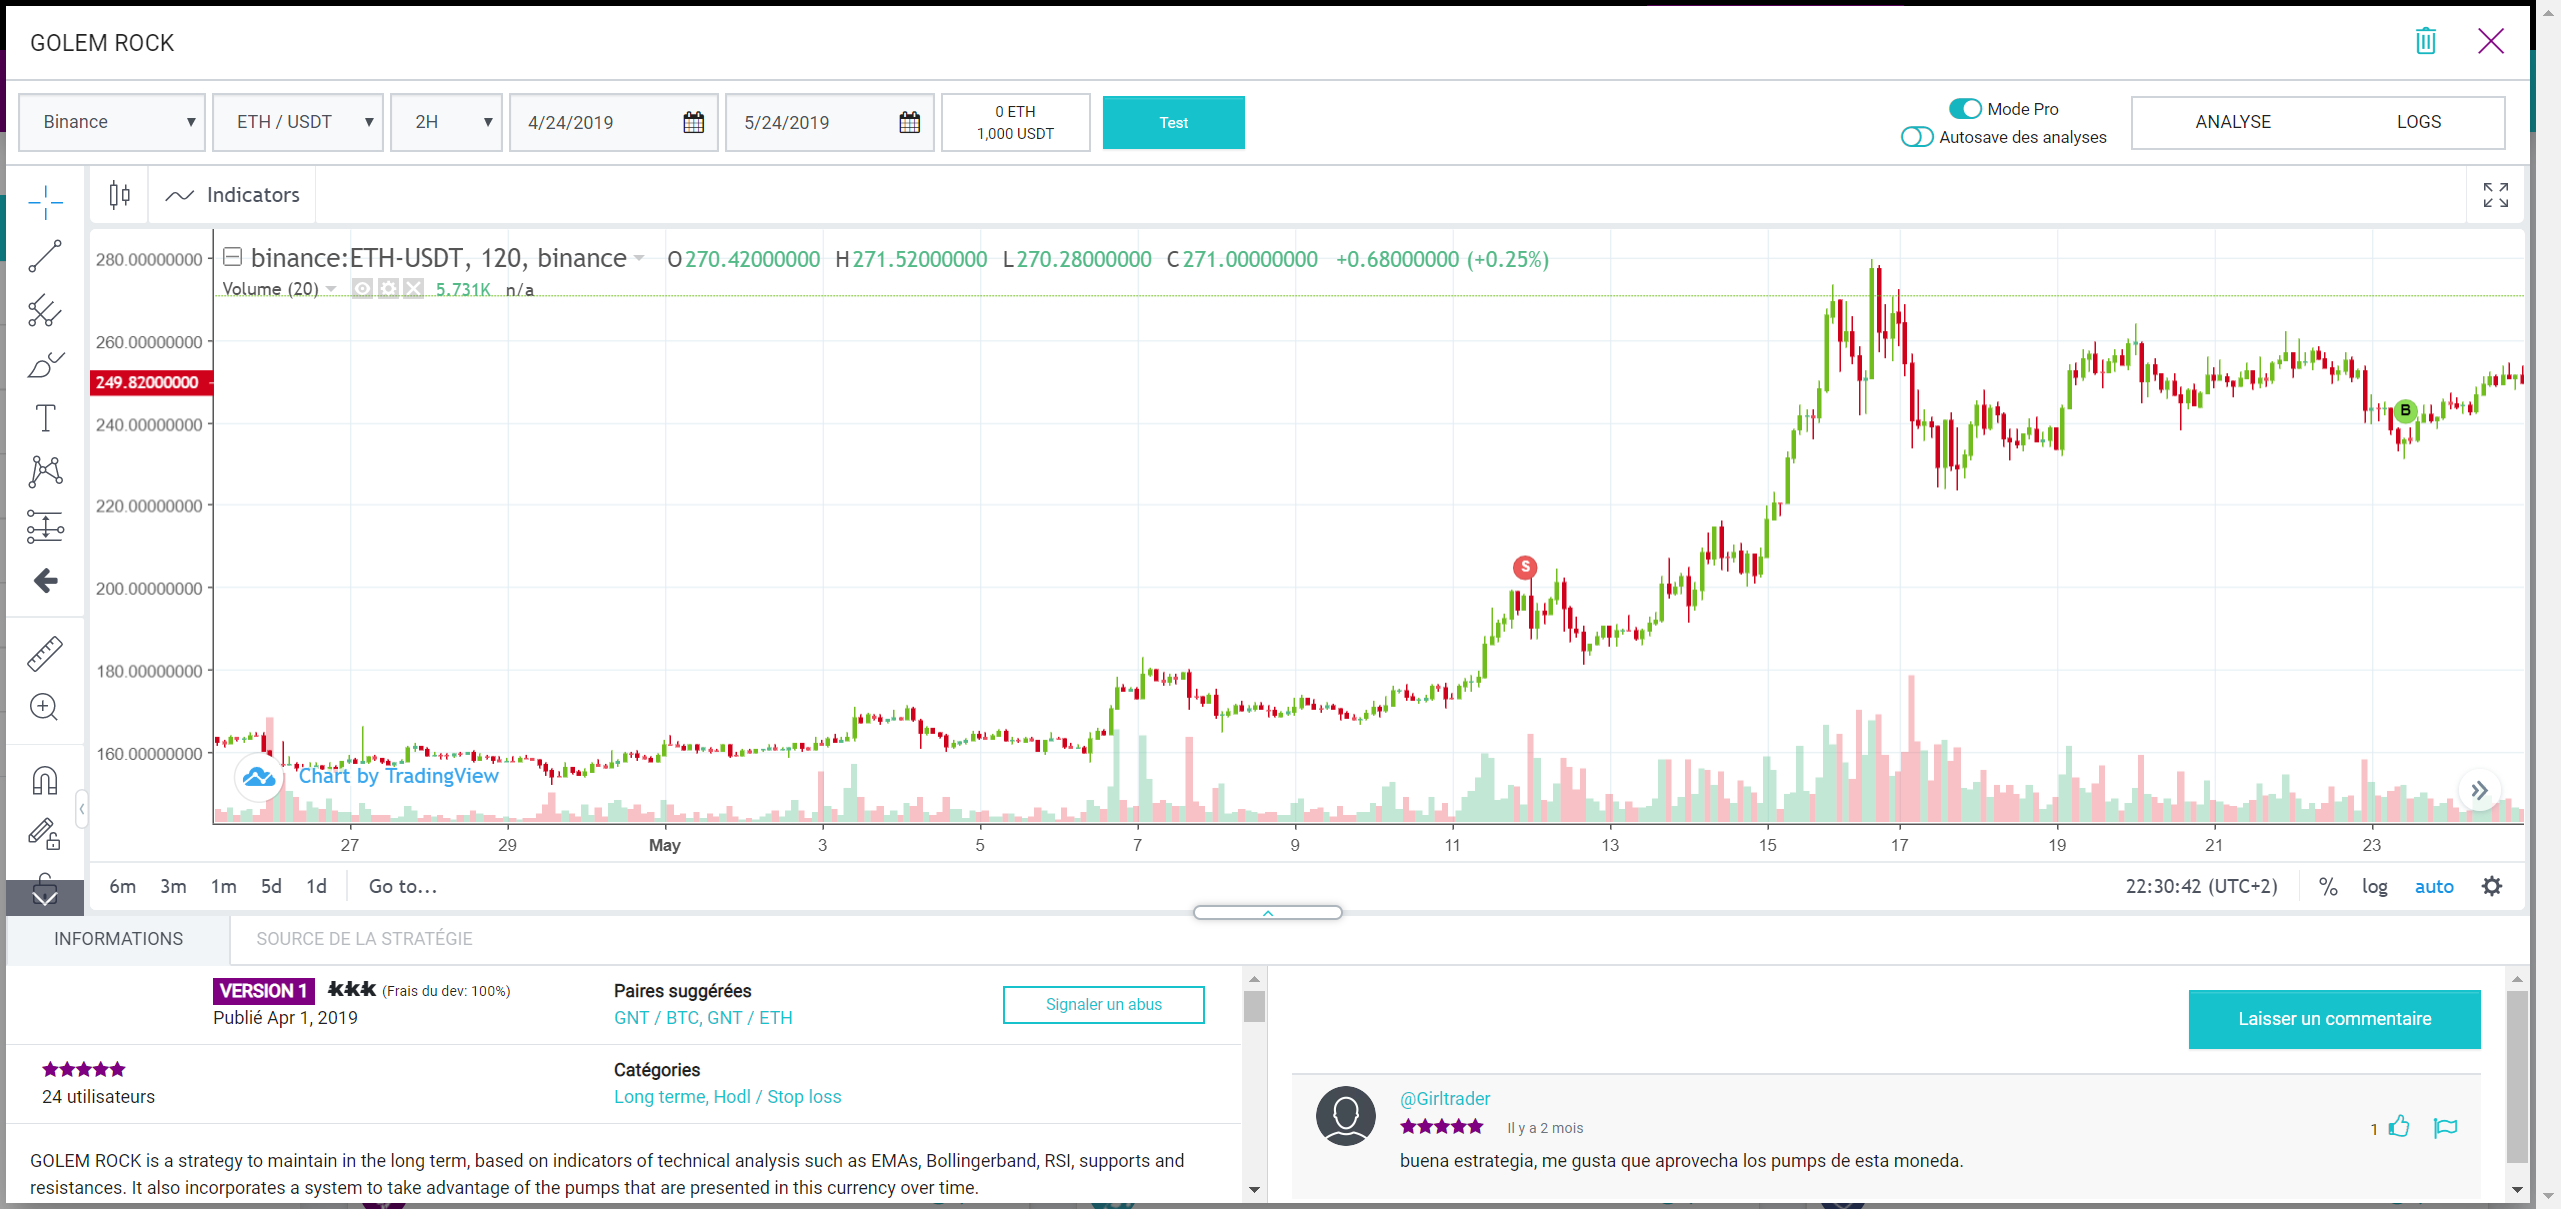 GOLEM ROCK
Binance
ETH / USDT
2H
4/24/2019
5/24/2019
0 ETH
1,000 USDT
Test
Mode Pro
Autosave des analyses
ANALYSE
LOGS
Indicators
binance:ETH-USDT, 120, binance O270.42000000 H271.52000000 L270.28000000 C271.00000000 +0.68000000 (+0.25%)
Volume (20) 5.731K n/a
280.00000000
260.00000000
249.82000000
240.00000000
220.00000000
200.00000000
180.00000000
160.00000000
S
B
Chart by TradingView
27 29 May 3 5 7 9 11 13 15 17 19 21 23
6m 3m 1m 5d 1d Go to...
22:30:42 (UTC+2) % log auto
INFORMATIONS
SOURCE DE LA STRATÉGIE
VERSION 1 (Frais du dev: 100%)
Publié Apr 1, 2019
Paires suggérées
GNT / BTC, GNT / ETH
Signaler un abus
24 utilisateurs
Catégories
Long terme, Hodl / Stop loss
GOLEM ROCK is a strategy to maintain in the long term, based on indicators of technical analysis such as EMAs, Bollingerband, RSI, supports and
resistances. It also incorporates a system to take advantage of the pumps that are presented in this currency over time.
Laisser un commentaire
@Girltrader
Il y a 2 mois
1
buena estrategia, me gusta que aprovecha los pumps de esta moneda.